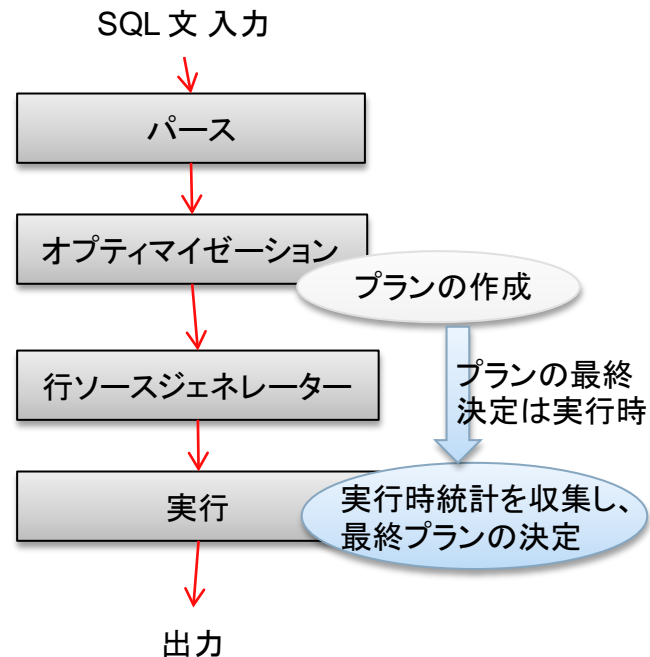 SQL 文 入力
パース
オプティマイゼーション
プランの作成
行ソースジェネレーター
プランの最終
決定は実行時
実行
実行時統計を収集し、
最終プランの決定
出力